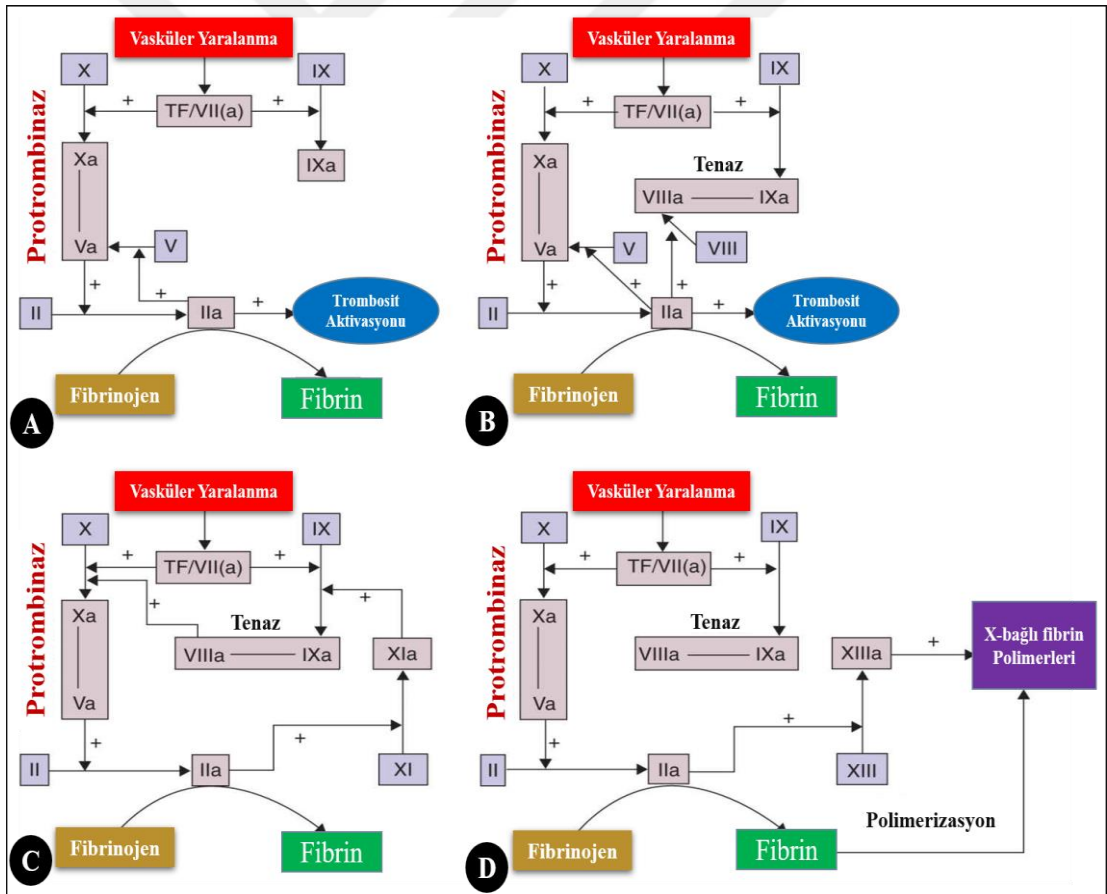 Vasküler Yaralanma
X
IX
+
TF/VII(a)
+
Protrombinaz
Xa
Va
IXa
V
+
+
II
IIa
+
Trombosit
Aktivasyonu
Fibrinojen
Fibrin
A
Vasküler Yaralanma
X
IX
+
TF/VII(a)
+
Protrombinaz
Xa
Va
Tenaz
VIIIa
IXa
V
VIII
+
+
+
II
IIa
+
Trombosit
Aktivasyonu
Fibrinojen
Fibrin
B
Vasküler Yaralanma
X
IX
+
TF/VII(a)
+
+
+
Protrombinaz
Xa
Va
Tenaz
VIIIa
IXa
XIa
+
+
II
IIa
XI
Fibrinojen
Fibrin
C
Vasküler Yaralanma
X
IX
+
TF/VII(a)
+
Protrombinaz
Xa
Va
Tenaz
VIIIa
IXa
XIIIa
+
X-bağlı fibrin
Polimerleri
+
+
II
IIa
XIII
Polimerizasyon
Fibrinojen
Fibrin
D